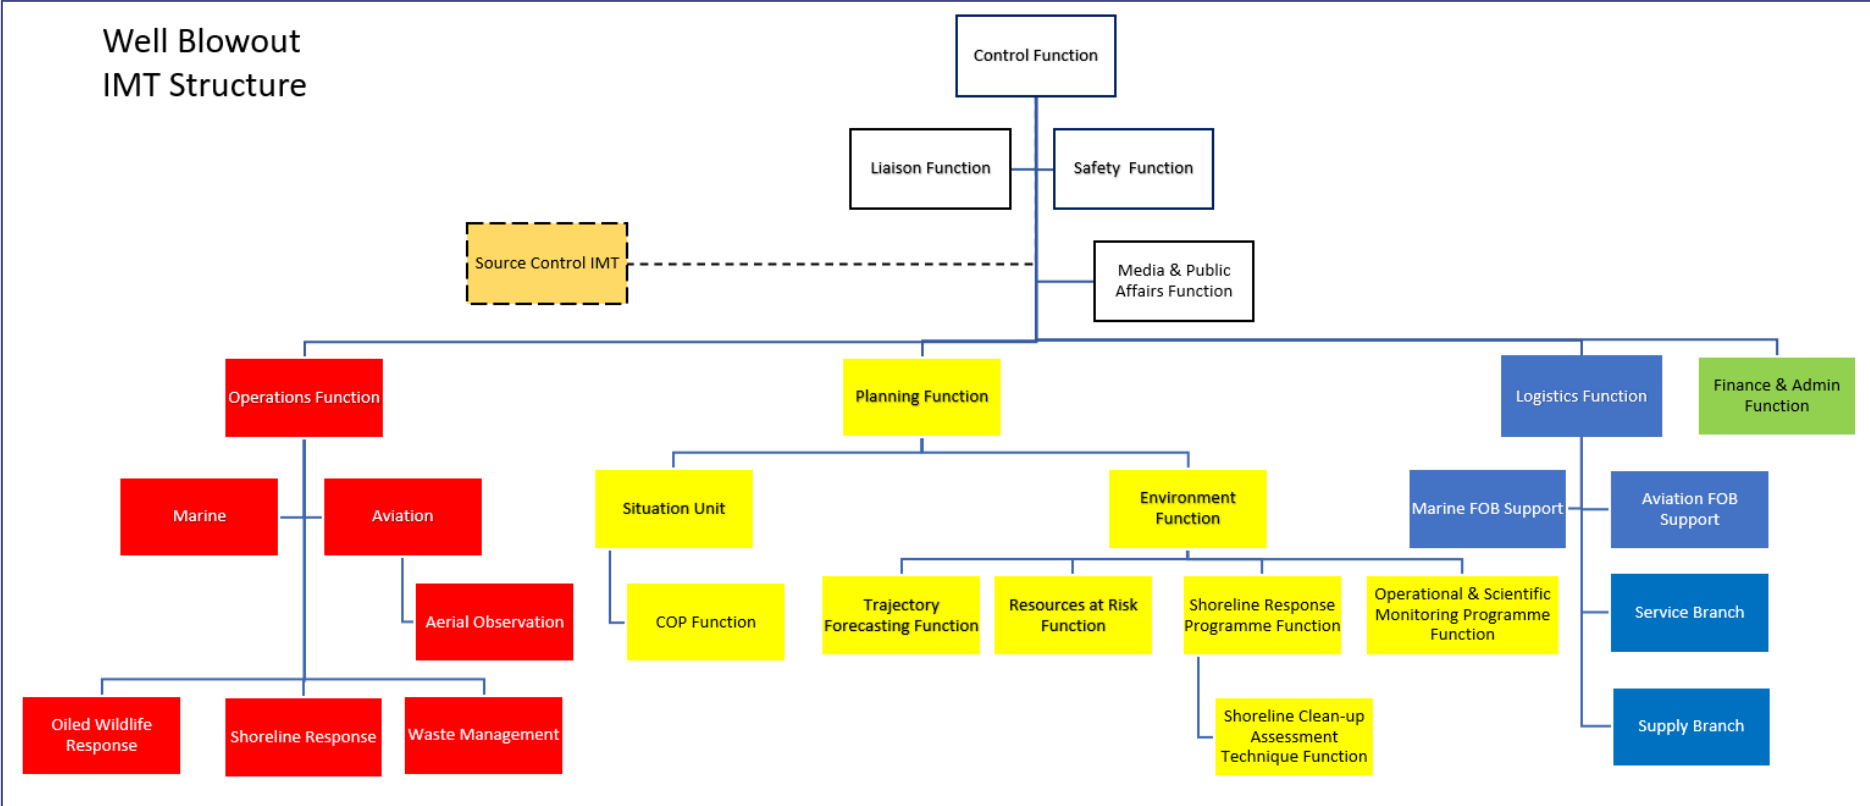 Well Blowout
IMT Structure
Control Function
Liaison Function
Safety  Function
Source Control IMT
Media & Public
Affairs Function
Operations Function
Planning Function
Logistics Function
Finance & Admin
Function
Marine
Aviation
Situation Unit
Environment
Function
Marine FOB Support
Aviation FOB
Support
Aerial Observation
COP Function
Trajectory
Forecasting Function
Resources at Risk
Function
Shoreline Response
Programme Function
Operational & Scientific
Monitoring Programme
Function
Service Branch
Oiled Wildlife
Response
Shoreline Response
Waste Management
Shoreline Clean-up
Assessment
Technique Function
Supply Branch